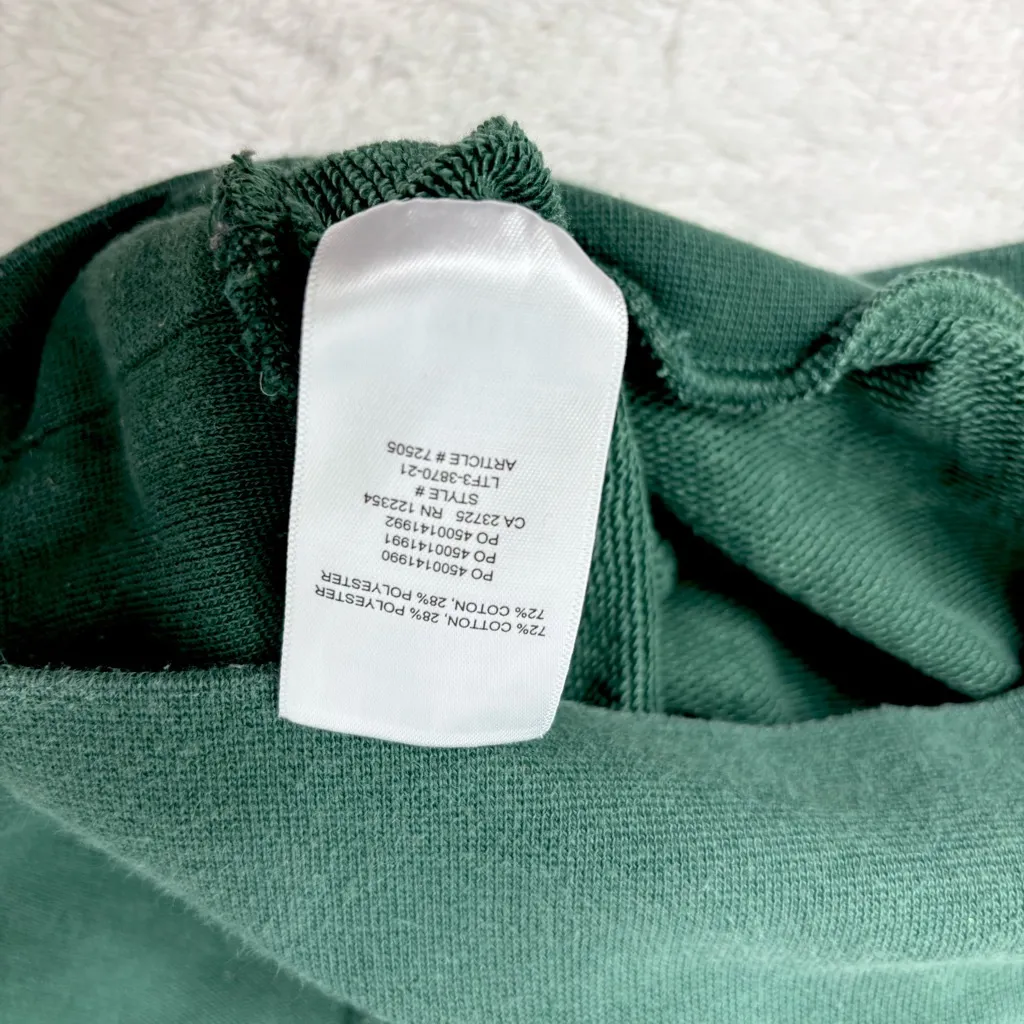 72% COTTON, 28% POLYESTER
72% COTON, 28% POLYESTER
PO 4500141990
PO 4500141991
PO 4500141992
CA 23725 RN 122354
STYLE #
LTF3-3870-21
ARTICLE # 72505